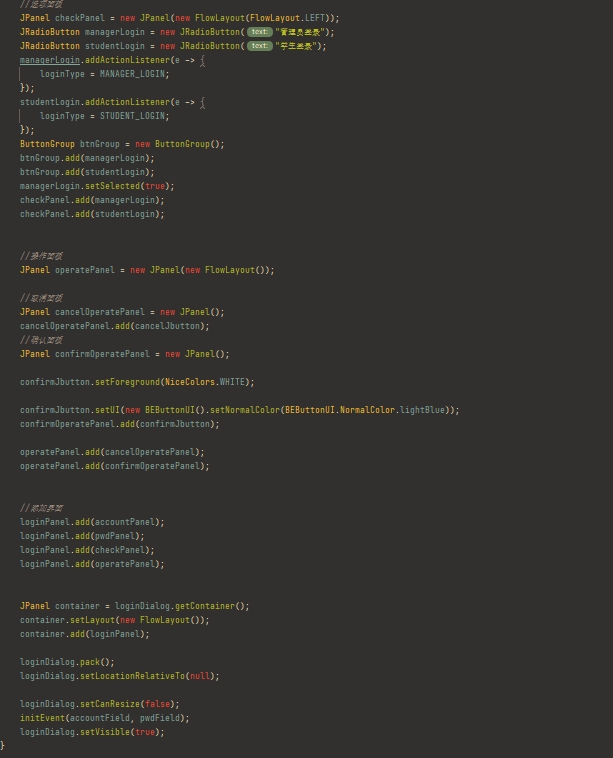 //选项面板
JPanel checkPanel = new JPanel(new FlowLayout(FlowLayout.LEFT));
JRadioButton managerLogin = new JRadioButton( text: "管理员登录");
JRadioButton studentLogin = new JRadioButton( text: "学生登录");
managerLogin.addActionListener(e -> {
    loginType = MANAGER_LOGIN;
});
studentLogin.addActionListener(e -> {
    loginType = STUDENT_LOGIN;
});
ButtonGroup btnGroup = new ButtonGroup();
btnGroup.add(managerLogin);
btnGroup.add(studentLogin);
managerLogin.setSelected(true);
checkPanel.add(managerLogin);
checkPanel.add(studentLogin);
//操作面板
JPanel operatePanel = new JPanel(new FlowLayout());
//取消面板
JPanel cancelOperatePanel = new JPanel();
cancelOperatePanel.add(cancelJbutton);
//确认面板
JPanel confirmOperatePanel = new JPanel();
confirmJbutton.setForeground(NiceColors.WHITE);
confirmJbutton.setUI(new BEButtonUI().setNormalColor(BEButtonUI.NormalColor.lightBlue));
confirmOperatePanel.add(confirmJbutton);
operatePanel.add(cancelOperatePanel);
operatePanel.add(confirmOperatePanel);
//添加界面
loginPanel.add(accountPanel);
loginPanel.add(pwdPanel);
loginPanel.add(checkPanel);
loginPanel.add(operatePanel);
JPanel container = loginDialog.getContainer();
container.setLayout(new FlowLayout());
container.add(loginPanel);
loginDialog.pack();
loginDialog.setLocationRelativeTo(null);
loginDialog.setCanResize(false);
initEvent(accountField, pwdField);
loginDialog.setVisible(true);
}